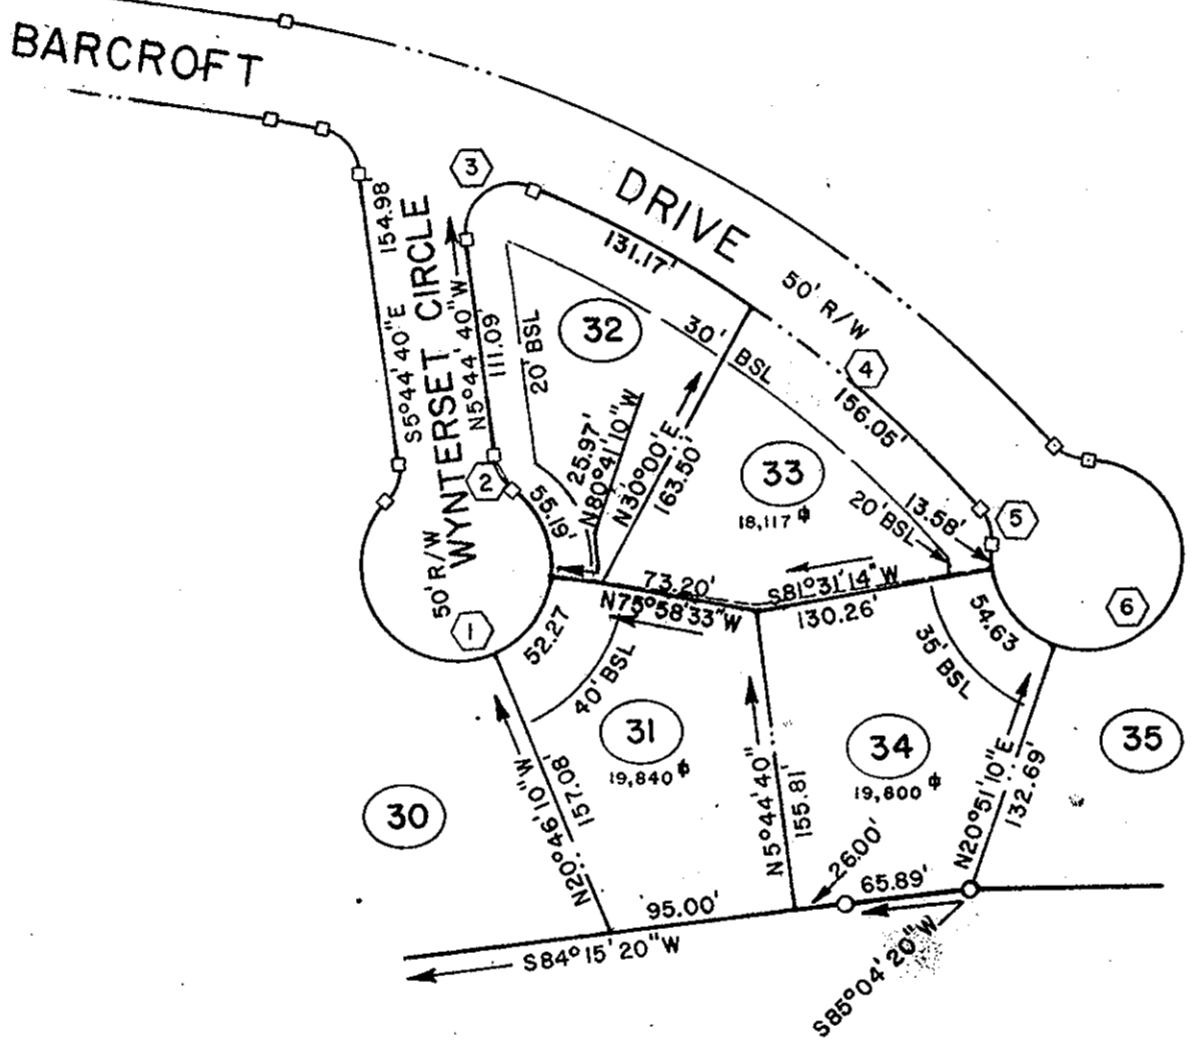 BARCROFT
DRIVE
50' R/W
3
154.98
S5°44'40"E
WYNTERSET CIRCLE
50' R/W
N5°44'40"W
111.09'
20' BSL
131.17'
32
30' BSL
4
156.05'
25.97'
N80°41'10"W
N30°00'E
163.50'
33
18,117
20' BSL
13.58'
5
2
55.19'
73.20'
N75°58'33"W
S81°31'14"W
130.26'
1
52.27
40' BSL
54.63
35' BSL
6
31
19,840
34
19,800
35
30
N20°46'10"W
157.08'
N5°44'40"
155.81'
N20°51'10"E
132.69'
26.00'
65.89'
95.00'
S84°15'20"W
S85°04'20"W